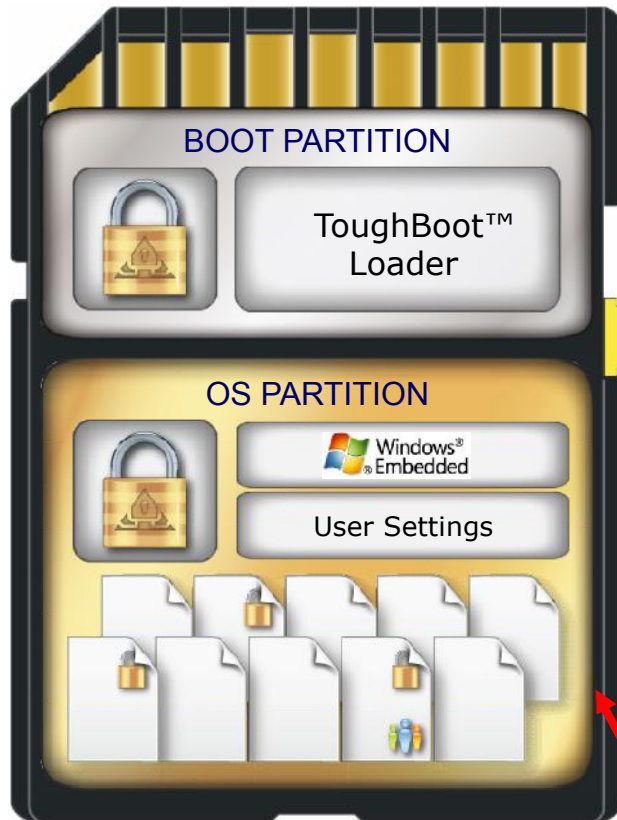 BOOT PARTITION
ToughBoot™
Loader
OS PARTITION
Windows®
® Embedded
User Settings